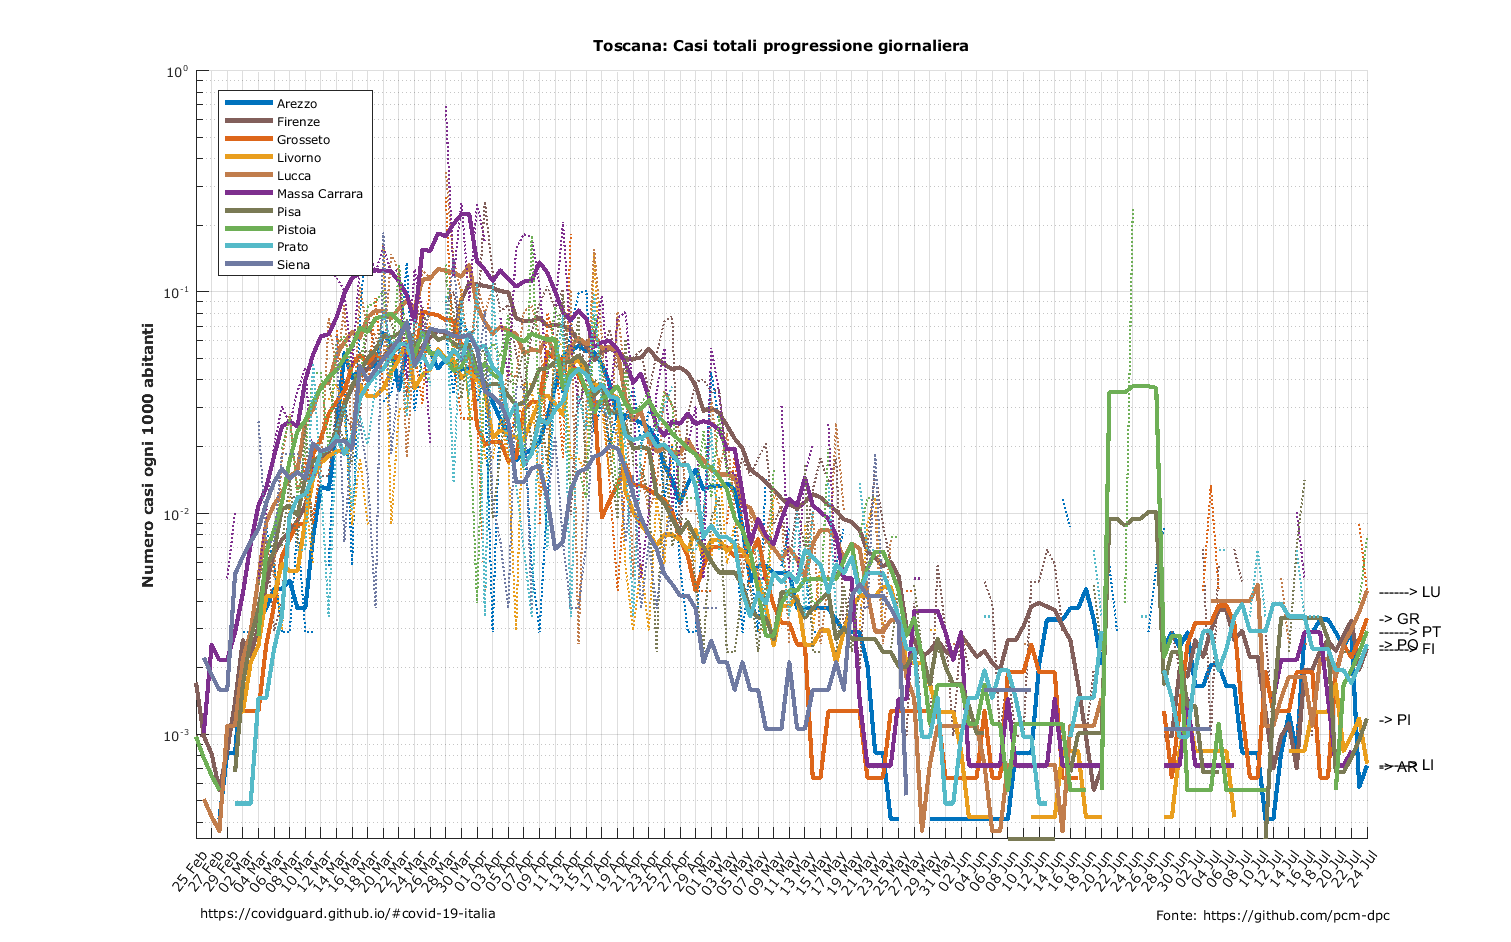 Toscana: Casi totali progressione giornaliera
Numero casi ogni 1000 abitanti
10⁰
10⁻¹
10⁻²
10⁻³
Arezzo
Firenze
Grosseto
Livorno
Lucca
Massa Carrara
Pisa
Pistoia
Prato
Siena
------> LU
-> GR
------> PT
-> PO
------> FI
-> PI
------> LI
-> AR
25 Feb
27 Feb
29 Feb
02 Mar
04 Mar
06 Mar
08 Mar
10 Mar
12 Mar
14 Mar
16 Mar
18 Mar
20 Mar
22 Mar
24 Mar
26 Mar
28 Mar
30 Mar
01 Apr
03 Apr
05 Apr
07 Apr
09 Apr
11 Apr
13 Apr
15 Apr
17 Apr
19 Apr
21 Apr
23 Apr
25 Apr
27 Apr
29 Apr
01 May
03 May
05 May
07 May
09 May
11 May
13 May
15 May
17 May
19 May
21 May
23 May
25 May
27 May
29 May
31 May
02 Jun
04 Jun
06 Jun
08 Jun
10 Jun
12 Jun
14 Jun
16 Jun
18 Jun
20 Jun
22 Jun
24 Jun
26 Jun
28 Jun
30 Jun
02 Jul
04 Jul
06 Jul
08 Jul
10 Jul
12 Jul
14 Jul
16 Jul
18 Jul
20 Jul
22 Jul
24 Jul
https://covidguard.github.io/#covid-19-italia
Fonte: https://github.com/pcm-dpc